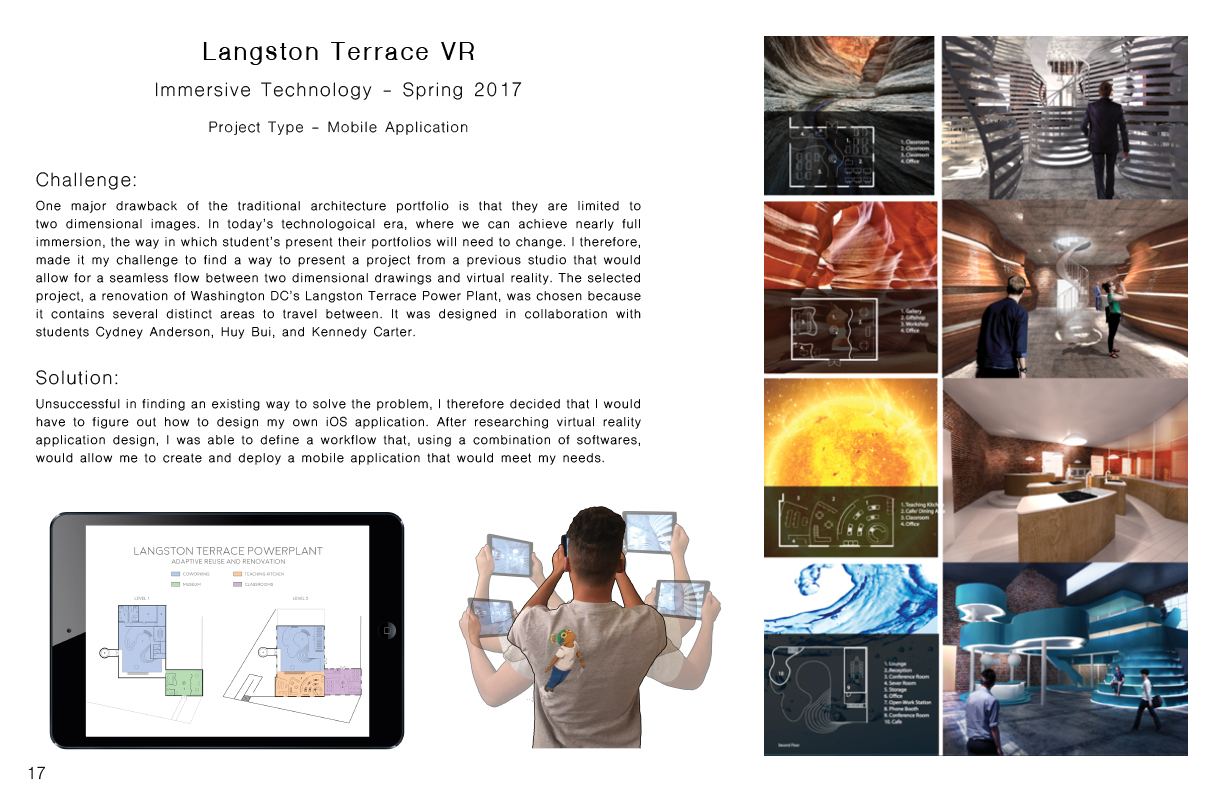 Langston Terrace VR
Immersive Technology – Spring 2017
Project Type – Mobile Application
Challenge:
One major drawback of the traditional architecture portfolio is that they are limited to
two dimensional images. In today's technologoical era, where we can achieve nearly full
immersion, the way in which student's present their portfolios will need to change. I therefore,
made it my challenge to find a way to present a project from a previous studio that would
allow for a seamless flow between two dimensional drawings and virtual reality. The selected
project, a renovation of Washington DC's Langston Terrace Power Plant, was chosen because
it contains several distinct areas to travel between. It was designed in collaboration with
students Cydney Anderson, Huy Bui, and Kennedy Carter.
Solution:
Unsuccessful in finding an existing way to solve the problem, I therefore decided that I would
have to figure out how to design my own iOS application. After researching virtual reality
application design, I was able to define a workflow that, using a combination of softwares,
would allow me to create and deploy a mobile application that would meet my needs.
LANGSTON TERRACE POWERPLANT
ADAPTIVE REUSE AND RENOVATION
COWORKING
TEACHING KITCHEN
MUSEUM
CLASSROOMS
LEVEL 1
LEVEL 2
17
1. Classroom
2. Classroom
3. Classroom
4. Office
1. Gallery
2. Giftshop
3. Workshop
4. Office
1. Teaching Kitch
2. Cafe/ Dining A
3. Classroom
4. Office
1. Lounge
2. Reception
3. Conference Room
4. Sever Room
5. Storage
6. Office
7. Open Work Station
8. Phone Booth
9. Conference Room
10. Cafe
Second Floor